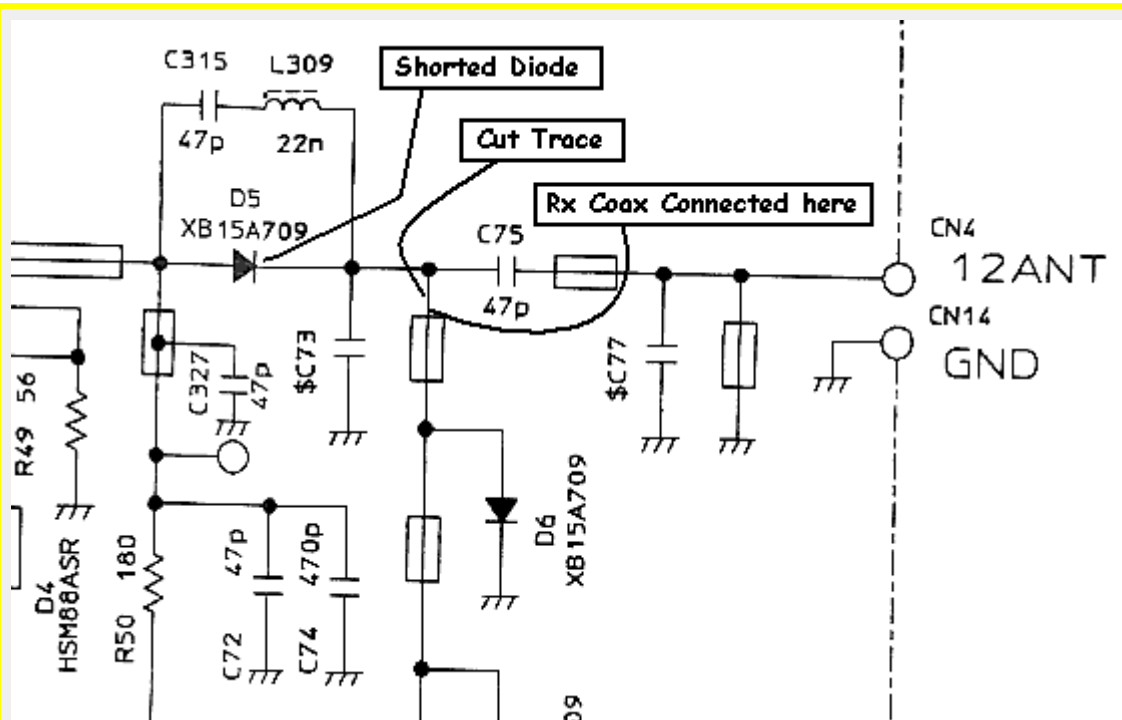 C315
L309
Shorted Diode
47p
22n
Cut Trace
D5
XB15A709
Rx Coax Connected here
C75
47p
CN4
12ANT
CN14
GND
$C73
$C77
C327
47p
R49 56
D6
XB15A709
D4
HSM88ASR
R50 180
C72 47p
C74 470p
09